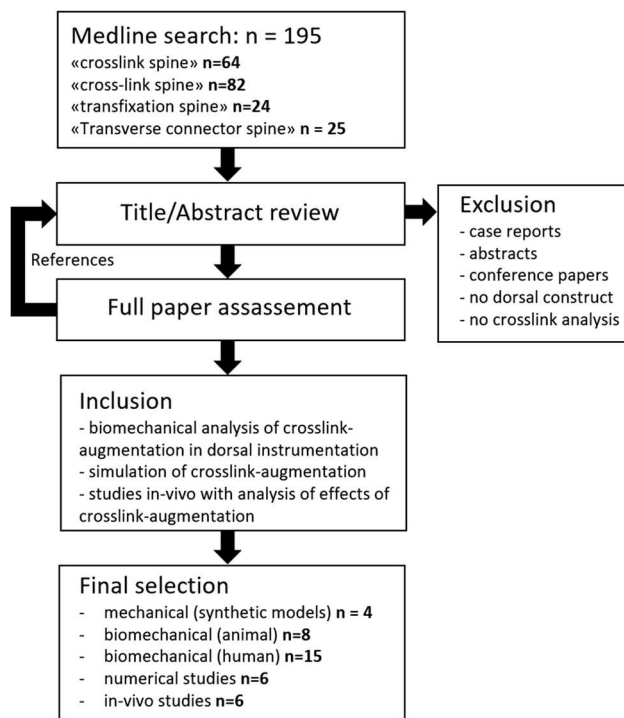 Medline search: n = 195
«crosslink spine» n=64
«cross-link spine» n=82
«transfixation spine» n=24
«Transverse connector spine» n = 25
Title/Abstract review
Exclusion
- case reports
- abstracts
- conference papers
- no dorsal construct
- no crosslink analysis
References
Full paper assassement
Inclusion
- biomechanical analysis of crosslink-
augmentation in dorsal instrumentation
- simulation of crosslink-augmentation
- studies in-vivo with analysis of effects of
crosslink-augmentation
Final selection
- mechanical (synthetic models) n = 4
- biomechanical (animal) n=8
- biomechanical (human) n=15
- numerical studies n=6
- in-vivo studies n=6